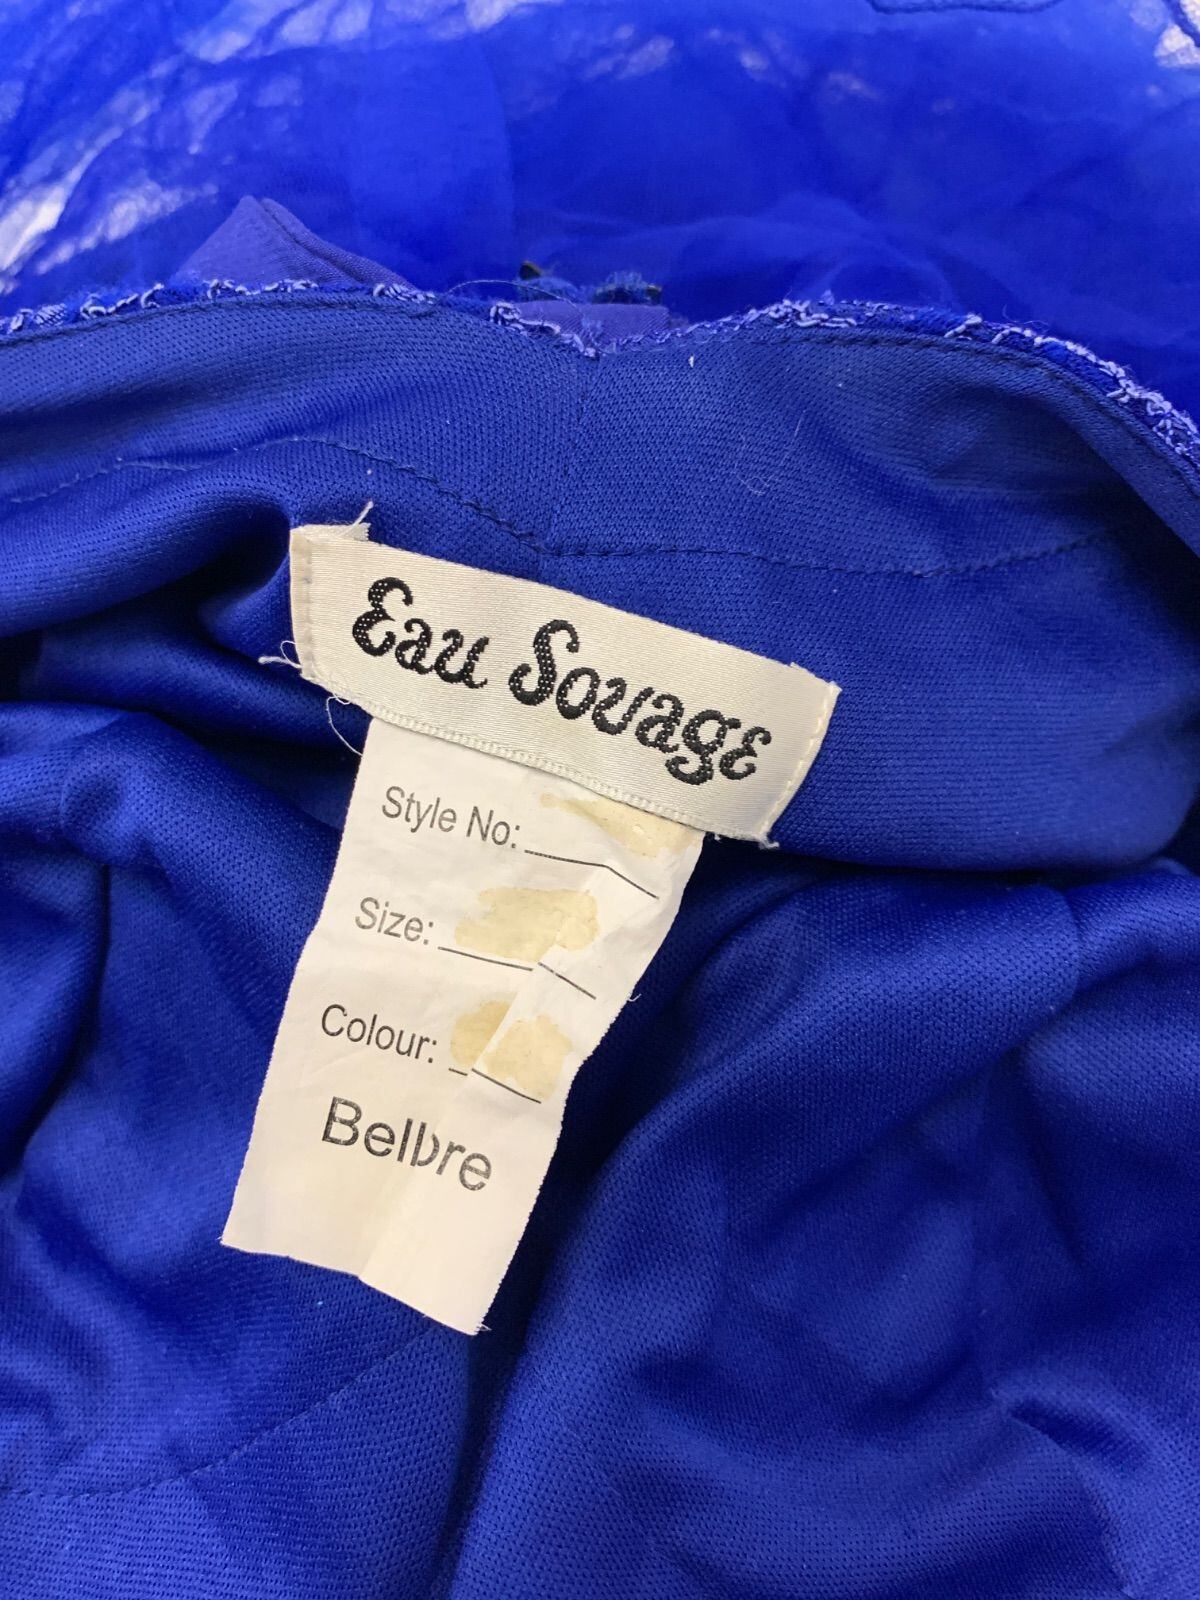 Eau Sovage
Style No:
Size:
Colour:
Belbre